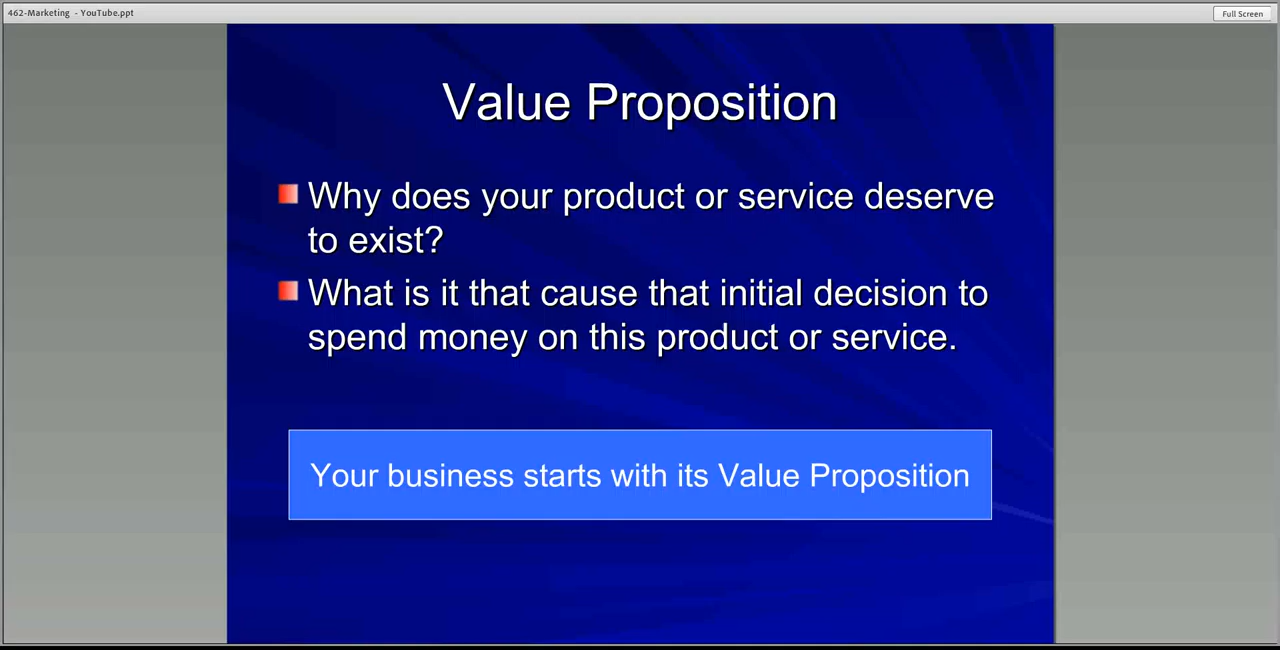 462-Marketing - YouTube.ppt
Full Screen
Value Proposition
Why does your product or service deserve
to exist?
What is it that cause that initial decision to
spend money on this product or service.
Your business starts with its Value Proposition